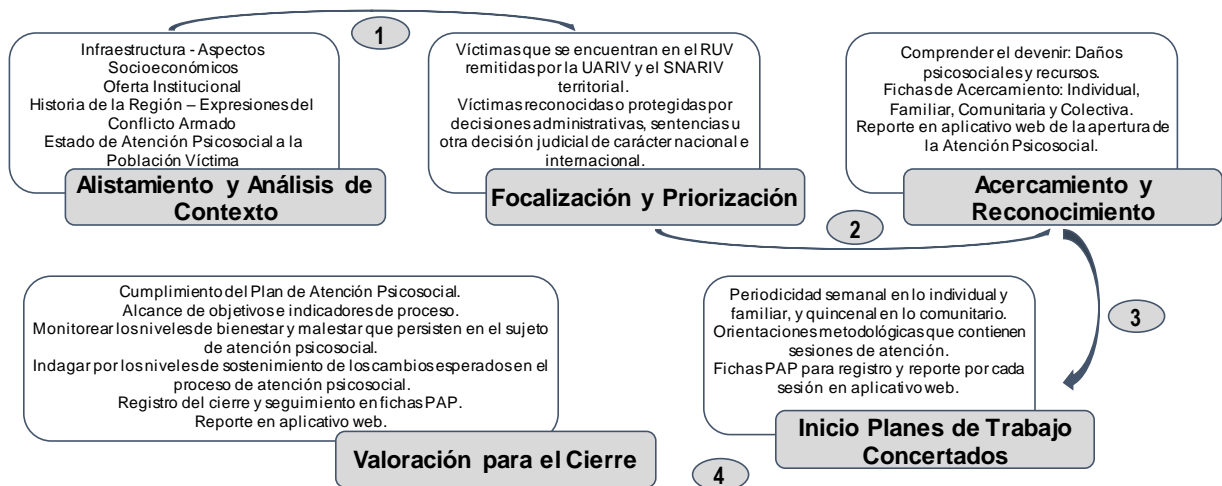 1
Infraestructura - Aspectos
Socioeconómicos
Oferta Institucional
Historia de la Región – Expresiones del
Conflicto Armado
Estado de Atención Psicosocial a la
Población Víctima
Alistamiento y Análisis de
Contexto
Víctimas que se encuentran en el RUV
remitidas por la UARIV y el SNARIV
territorial.
Víctimas reconocidas o protegidas por
decisiones administrativas, sentencias u
otra decisión judicial de carácter nacional e
internacional.
Focalización y Priorización
Comprender el devenir: Daños
psicosociales y recursos.
Fichas de Acercamiento: Individual,
Familiar, Comunitaria y Colectiva.
Reporte en aplicativo web de la apertura de
la Atención Psicosocial.
Acercamiento y
Reconocimiento
2
3
Periodicidad semanal en lo individual y
familiar, y quincenal en lo comunitario.
Orientaciones metodológicas que contienen
sesiones de atención.
Fichas PAP para registro y reporte por cada
sesión en aplicativo web.
Inicio Planes de Trabajo
Concertados
4
Cumplimiento del Plan de Atención Psicosocial.
Alcance de objetivos e indicadores de proceso.
Monitorear los niveles de bienestar y malestar que persisten en el sujeto
de atención psicosocial.
Indagar por los niveles de sostenimiento de los cambios esperados en el
proceso de atención psicosocial.
Registro del cierre y seguimiento en fichas PAP.
Reporte en aplicativo web.
Valoración para el Cierre